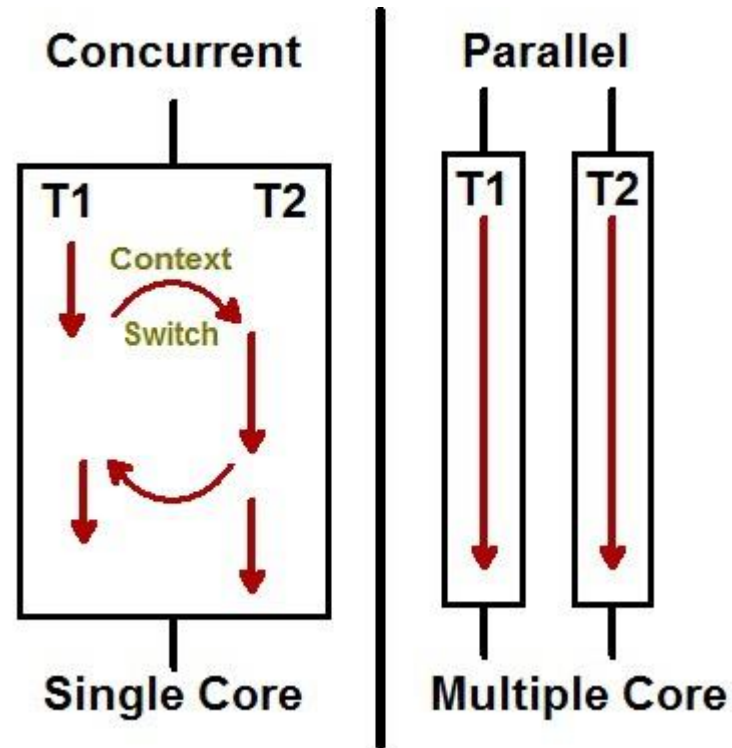 Concurrent
T1 T2
Context
Switch
Single Core
Parallel
T1 T2
Multiple Core